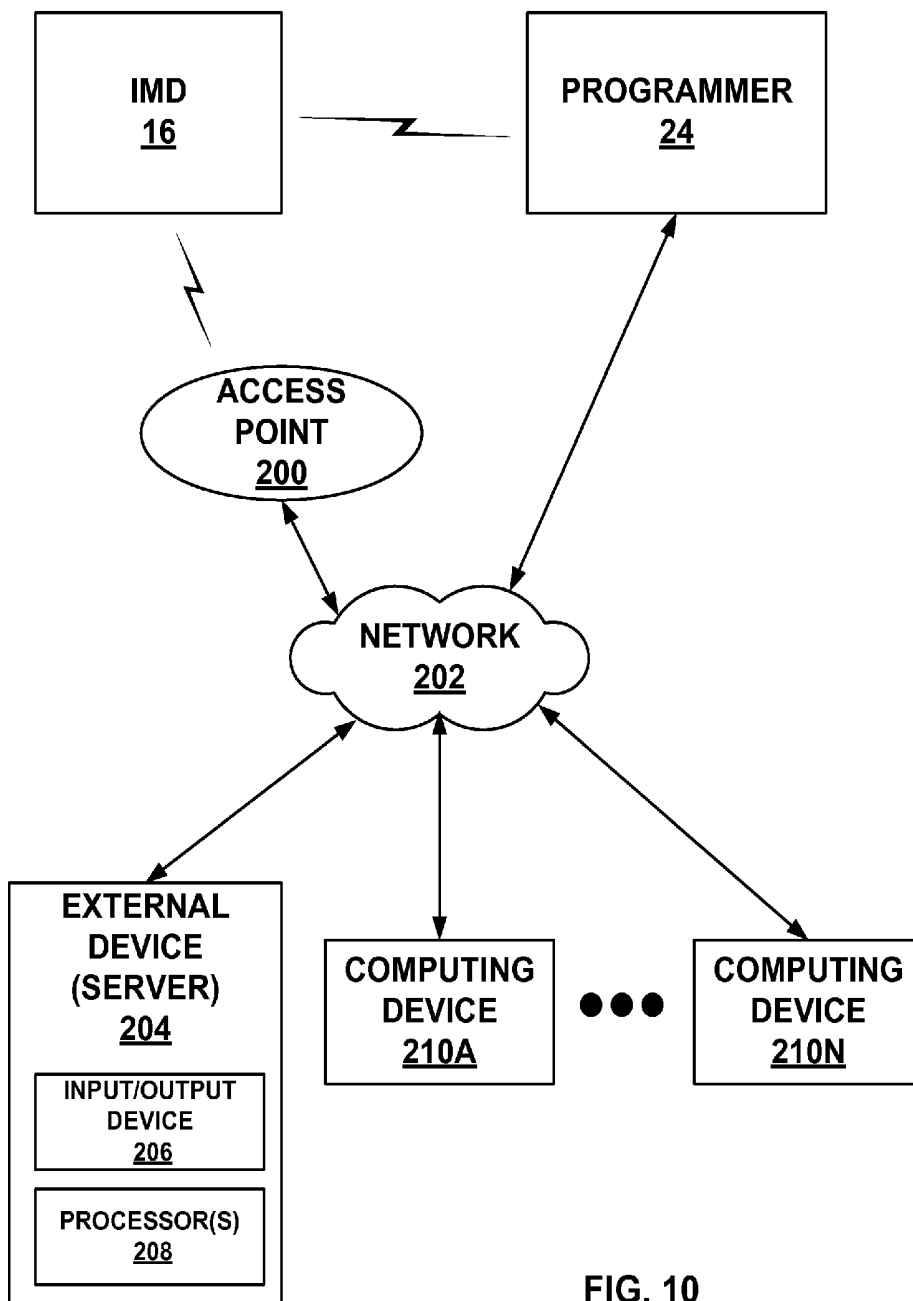 IMD
16
PROGRAMMER
24
ACCESS
POINT
200
NETWORK
202
EXTERNAL
DEVICE
(SERVER)
204
INPUT/OUTPUT
DEVICE
206
PROCESSOR(S)
208
COMPUTING
DEVICE
210A
COMPUTING
DEVICE
210N
FIG. 10